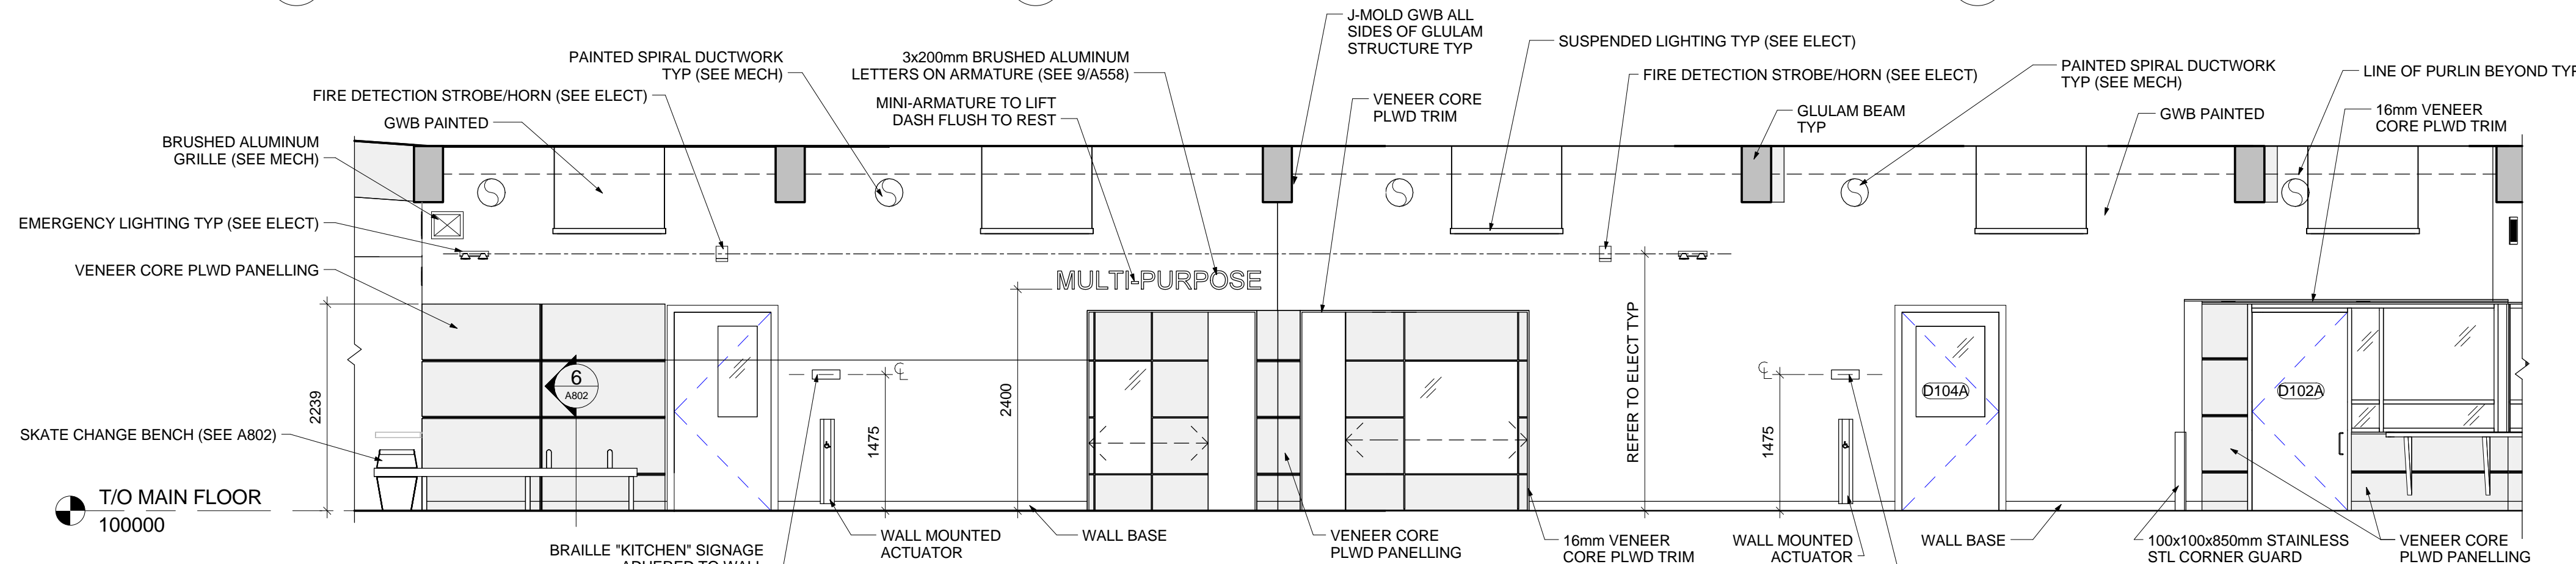 J-MOLD GWB ALL
SIDES OF GLULAM
STRUCTURE TYP
SUSPENDED LIGHTING TYP (SEE ELECT)
PAINTED SPIRAL DUCTWORK
TYP (SEE MECH)
3x200mm BRUSHED ALUMINUM
LETTERS ON ARMATURE (SEE 9/A558)
FIRE DETECTION STROBE/HORN (SEE ELECT)
PAINTED SPIRAL DUCTWORK
TYP (SEE MECH)
LINE OF PURLIN BEYOND TYP
FIRE DETECTION STROBE/HORN (SEE ELECT)
MINI-ARMATURE TO LIFT
DASH FLUSH TO REST
VENEER CORE
PLWD TRIM
GLULAM BEAM
TYP
GWB PAINTED
16mm VENEER
CORE PLWD TRIM
GWB PAINTED
BRUSHED ALUMINUM
GRILLE (SEE MECH)
EMERGENCY LIGHTING TYP (SEE ELECT)
VENEER CORE PLWD PANELLING
MULTI-PURPOSE
2239
6
A802
1475
2400
REFER TO ELECT TYP
1475
D104A
D102A
SKATE CHANGE BENCH (SEE A802)
T/O MAIN FLOOR
100000
BRAILLE "KITCHEN" SIGNAGE
ADHERED TO WALL
WALL MOUNTED
ACTUATOR
WALL BASE
VENEER CORE
PLWD PANELLING
16mm VENEER
CORE PLWD TRIM
WALL MOUNTED
ACTUATOR
WALL BASE
100x100x850mm STAINLESS
STL CORNER GUARD
VENEER CORE
PLWD PANELLING